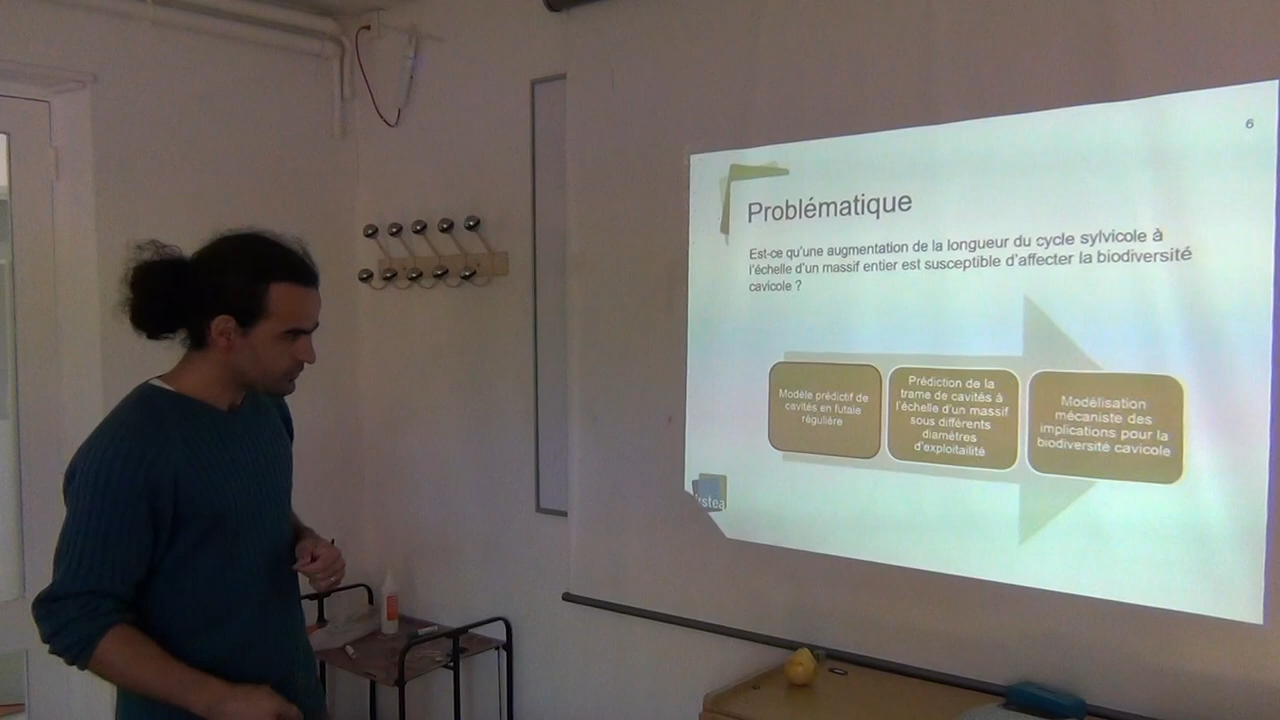 6
Problématique
Est-ce qu'une augmentation de la longueur du cycle sylvicole à
l'échelle d'un massif entier est susceptible d'affecter la biodiversité
cavicole ?
Modèle prédictif de
cavités en futaie
régulière
Prédiction de la
trame de cavités à
l'échelle d'un massif
sous différents
diamètres
d'exploitailité
Modélisation
mécaniste des
implications pour la
biodiversité cavicole
irstea